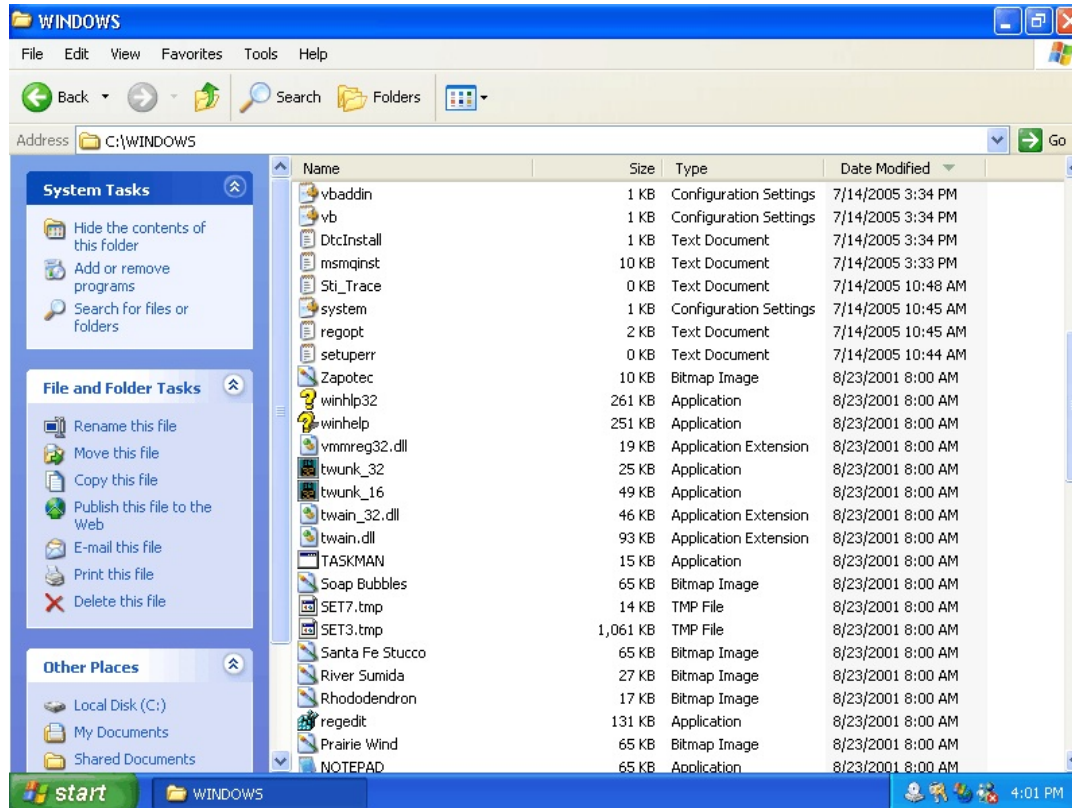 WINDOWS
File Edit View Favorites Tools Help
Back Search Folders
Address C:\WINDOWS Go
System Tasks
Hide the contents of
this folder
Add or remove
programs
Search for files or
folders
File and Folder Tasks
Rename this file
Move this file
Copy this file
Publish this file to the
Web
E-mail this file
Print this file
Delete this file
Other Places
Local Disk (C:)
My Documents
Shared Documents
Name Size Type Date Modified
vbaddin 1 KB Configuration Settings 7/14/2005 3:34 PM
vb 1 KB Configuration Settings 7/14/2005 3:34 PM
DtcInstall 1 KB Text Document 7/14/2005 3:34 PM
msmqinst 10 KB Text Document 7/14/2005 3:33 PM
Sti_Trace 0 KB Text Document 7/14/2005 10:48 AM
system 1 KB Configuration Settings 7/14/2005 10:45 AM
regopt 2 KB Text Document 7/14/2005 10:45 AM
setuperr 0 KB Text Document 7/14/2005 10:44 AM
Zapotec 10 KB Bitmap Image 8/23/2001 8:00 AM
winhlp32 261 KB Application 8/23/2001 8:00 AM
winhelp 251 KB Application 8/23/2001 8:00 AM
vmmreg32.dll 19 KB Application Extension 8/23/2001 8:00 AM
twunk_32 25 KB Application 8/23/2001 8:00 AM
twunk_16 49 KB Application 8/23/2001 8:00 AM
twain_32.dll 46 KB Application Extension 8/23/2001 8:00 AM
twain.dll 93 KB Application Extension 8/23/2001 8:00 AM
TASKMAN 15 KB Application 8/23/2001 8:00 AM
Soap Bubbles 65 KB Bitmap Image 8/23/2001 8:00 AM
SET7.tmp 14 KB TMP File 8/23/2001 8:00 AM
SET3.tmp 1,061 KB TMP File 8/23/2001 8:00 AM
Santa Fe Stucco 65 KB Bitmap Image 8/23/2001 8:00 AM
River Sumida 27 KB Bitmap Image 8/23/2001 8:00 AM
Rhododendron 17 KB Bitmap Image 8/23/2001 8:00 AM
regedit 131 KB Application 8/23/2001 8:00 AM
Prairie Wind 65 KB Bitmap Image 8/23/2001 8:00 AM
NOTEPAD 65 KB Application 8/23/2001 8:00 AM
start WINDOWS 4:01 PM